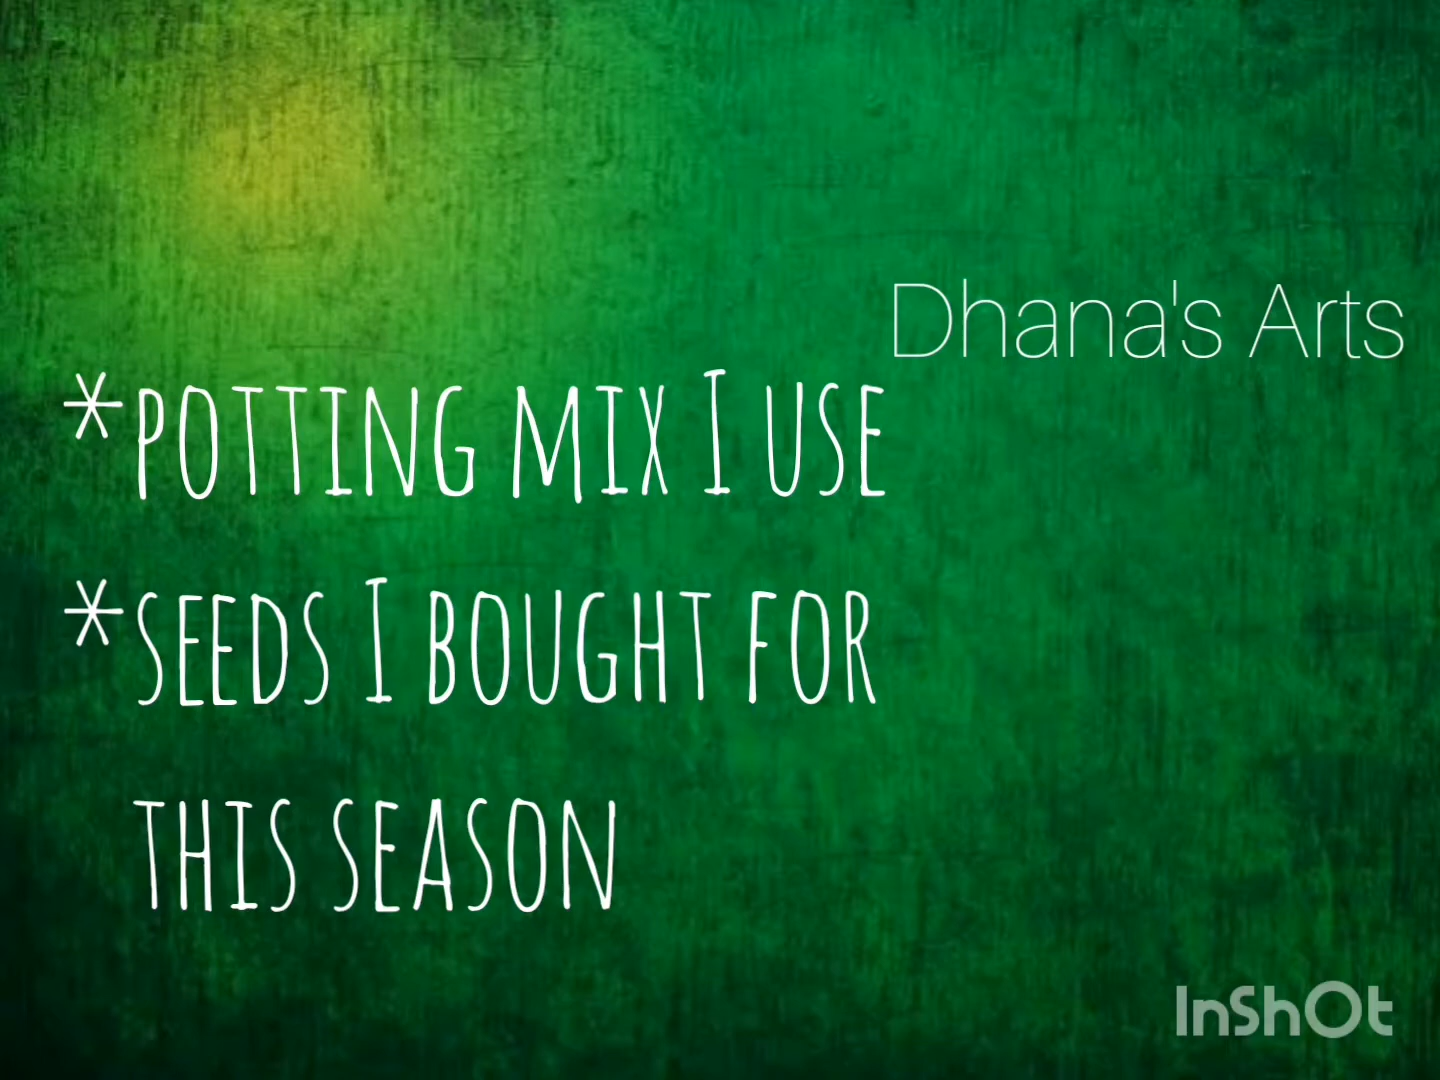 Dhana's Arts
*potting mix I use
*seeds I bought for
this season
InShOt